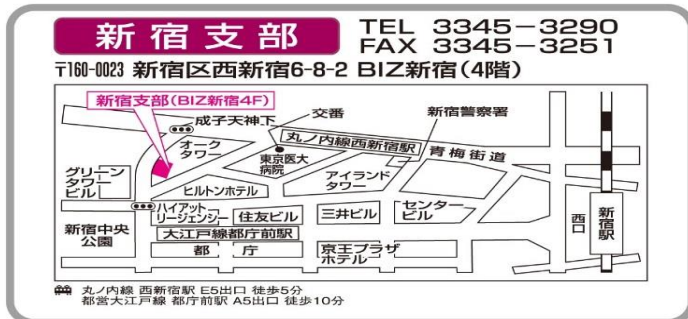 新宿支部
TEL 3345-3290
FAX 3345-3251
〒160-0023 新宿区西新宿6-8-2 BIZ新宿(4階)
新宿支部(BIZ新宿4F)
成子天神下
交番
新宿警察署
丸ノ内線西新宿駅
青梅街道
オーク
タワー
東京医大
病院
グリーン
タワー
ビル
ヒルトンホテル
アイランド
タワー
ハイアット
リージェンシー
住友ビル
三井ビル
センター
ビル
新宿中央
公園
大江戸線都庁前駅
都庁
京王プラザ
ホテル
西口
新宿駅
丸ノ内線 西新宿駅 E5出口 徒歩5分
都営大江戸線 都庁前駅 A5出口 徒歩10分